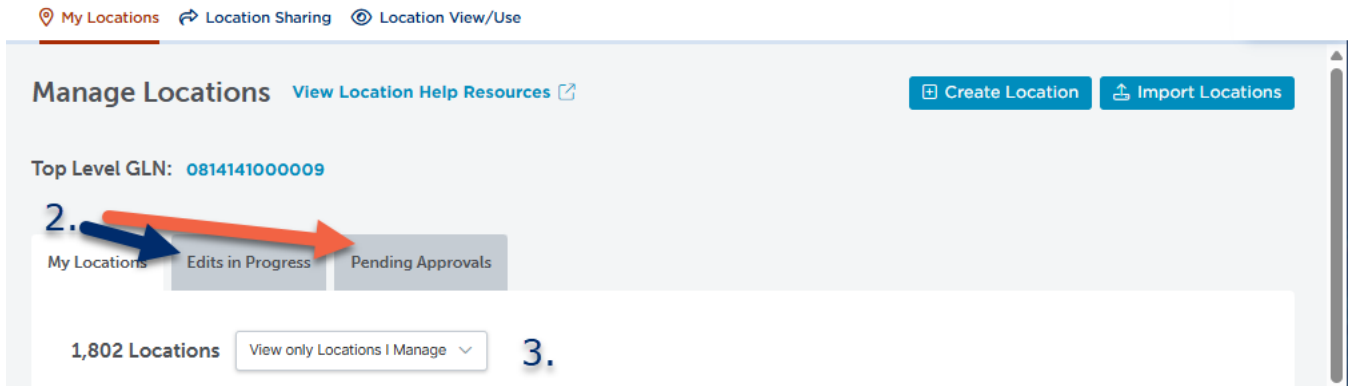 My Locations Location Sharing Location View/Use
Manage Locations View Location Help Resources Create Location Import Locations
Top Level GLN: 0814141000009
2.
My Locations Edits in Progress Pending Approvals
1,802 Locations View only Locations I Manage 3.